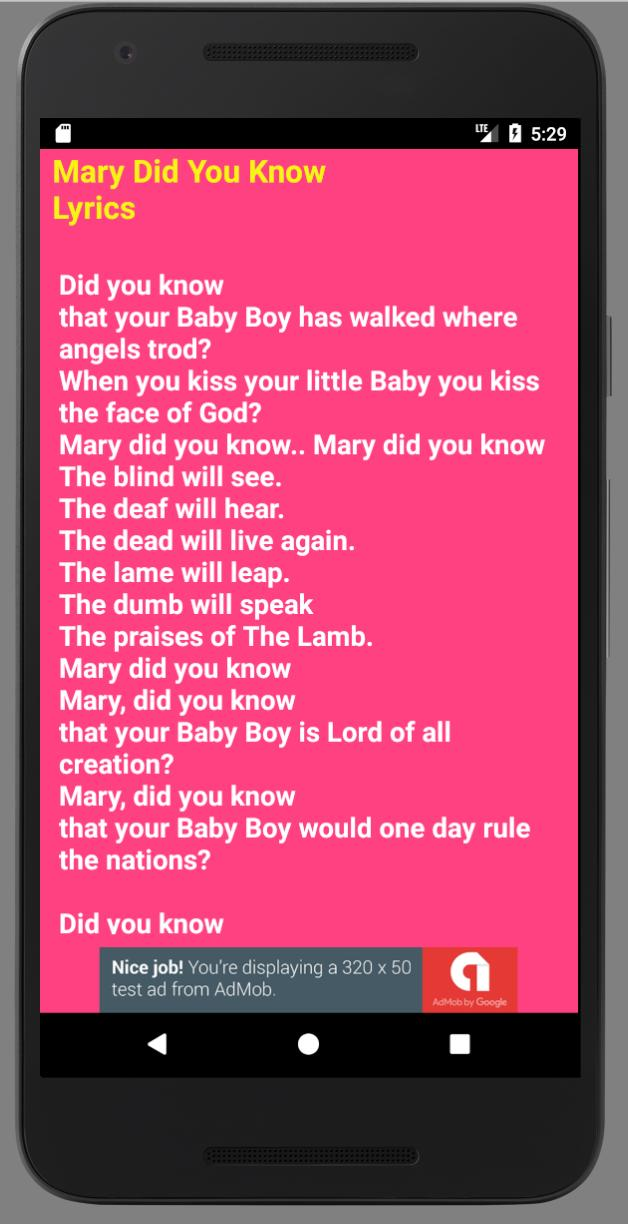 LTE 5:29
Mary Did You Know
Lyrics
Did you know
that your Baby Boy has walked where
angels trod?
When you kiss your little Baby you kiss
the face of God?
Mary did you know.. Mary did you know
The blind will see.
The deaf will hear.
The dead will live again.
The lame will leap.
The dumb will speak
The praises of The Lamb.
Mary did you know
Mary, did you know
that your Baby Boy is Lord of all
creation?
Mary, did you know
that your Baby Boy would one day rule
the nations?
Did you know
Nice job! You're displaying a 320 x 50
test ad from AdMob.
AdMob by Google